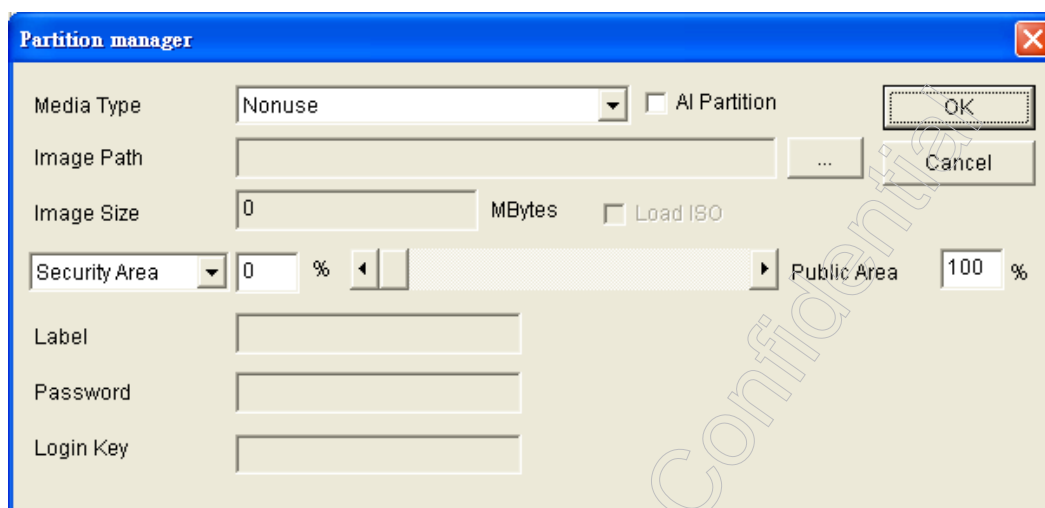 Partition manager
Media Type Nonuse AI Partition OK
Image Path ... Cancel
Image Size 0 MBytes Load ISO
Security Area 0 % Public Area 100 %
Label
Password
Login Key
Confidential